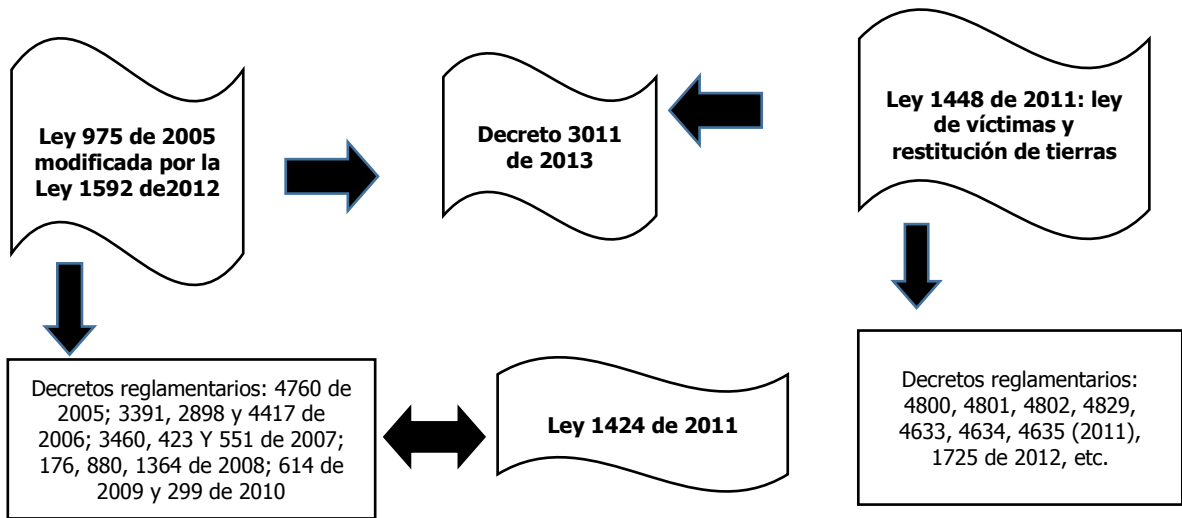 Ley 975 de 2005
modificada por la
Ley 1592 de2012
Decreto 3011
de 2013
Ley 1448 de 2011: ley
de víctimas y
restitución de tierras
Decretos reglamentarios: 4760 de
2005; 3391, 2898 y 4417 de
2006; 3460, 423 Y 551 de 2007;
176, 880, 1364 de 2008; 614 de
2009 y 299 de 2010
Ley 1424 de 2011
Decretos reglamentarios:
4800, 4801, 4802, 4829,
4633, 4634, 4635 (2011),
1725 de 2012, etc.